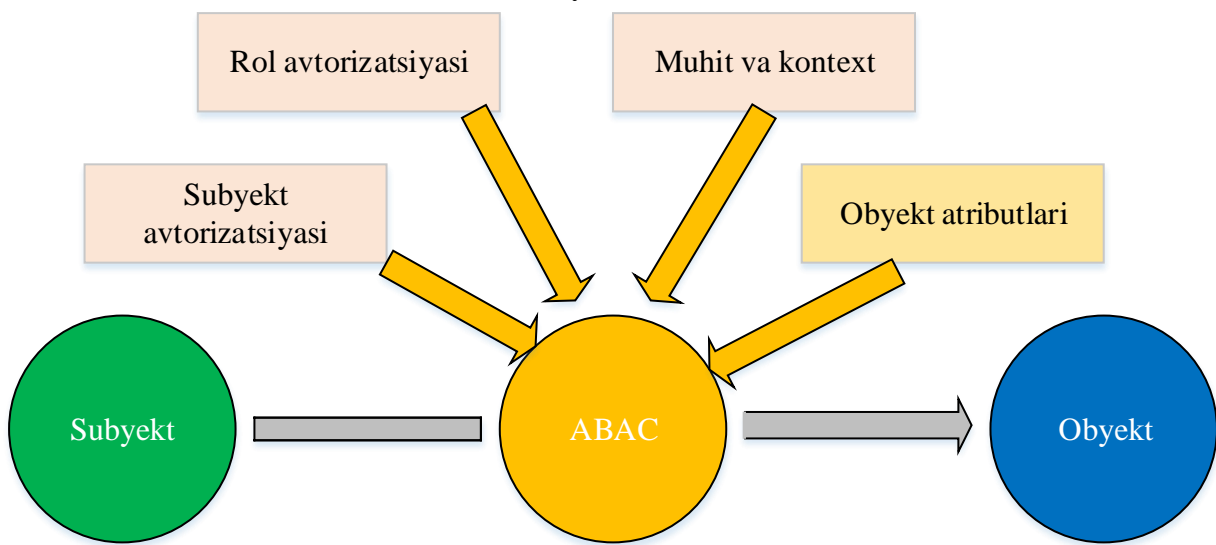 Rol avtorizatsiyasi
Muhit va kontext
Subyekt
avtorizatsiyasi
Obyekt atributlari
Subyekt
ABAC
Obyekt